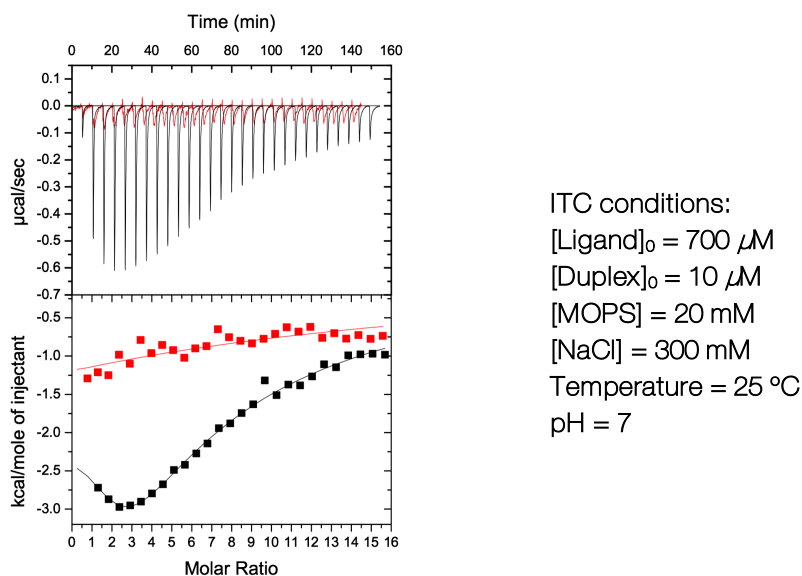 Time (min)
0 20 40 60 80 100 120 140 160
0.1
0.0
-0.1
-0.2
-0.3
-0.4
-0.5
-0.6
-0.7
µcal/sec
-0.5
-1.0
-1.5
-2.0
-2.5
-3.0
kcal/mole of injectant
0 1 2 3 4 5 6 7 8 9 10 11 12 13 14 15 16
Molar Ratio
ITC conditions:
[Ligand]₀ = 700 µM
[Duplex]₀ = 10 µM
[MOPS] = 20 mM
[NaCl] = 300 mM
Temperature = 25 ºC
pH = 7